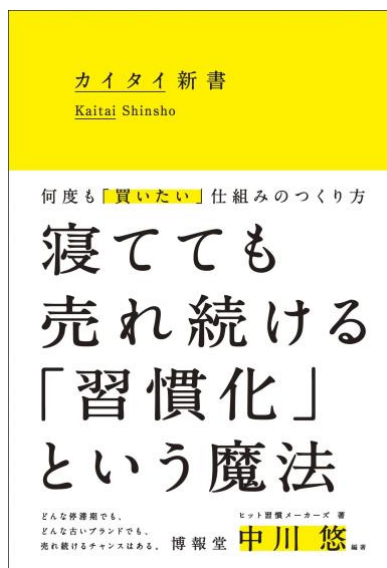 カイタイ新書
Kaitai Shinsho
何度も「買いたい」仕組みのつくり方
寝てても
売れ続ける
「習慣化」
という魔法
どんな停滞期でも、
どんな古いブランドでも、
売れ続けるチャンスはある。
博報堂
ヒット習慣メーカーズ 著
中川 悠 編著